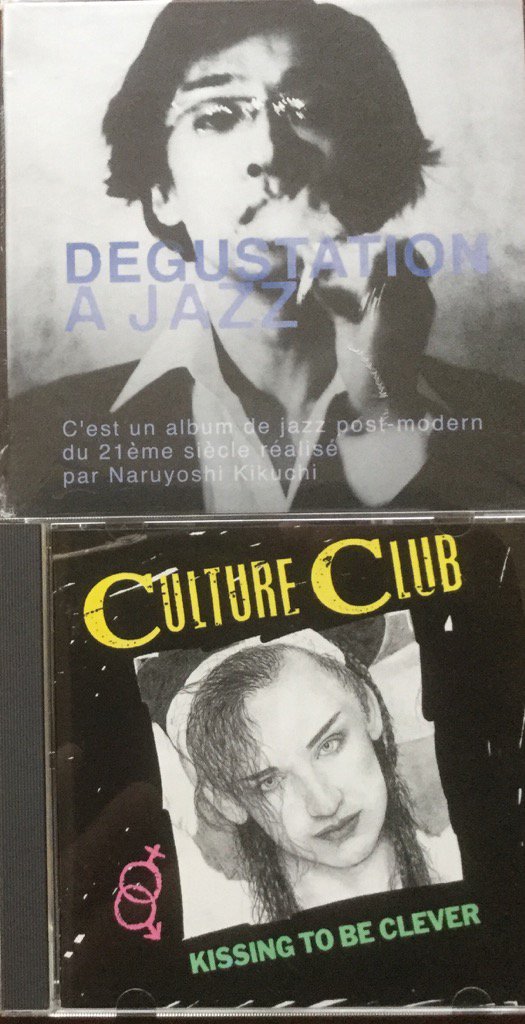 DEGUSTATION
A JAZZ
C'est un album de jazz post-modern
du 21ème siècle réalisé
par Naruyoshi Kikuchi
CULTURE CLUB
KISSING TO BE CLEVER